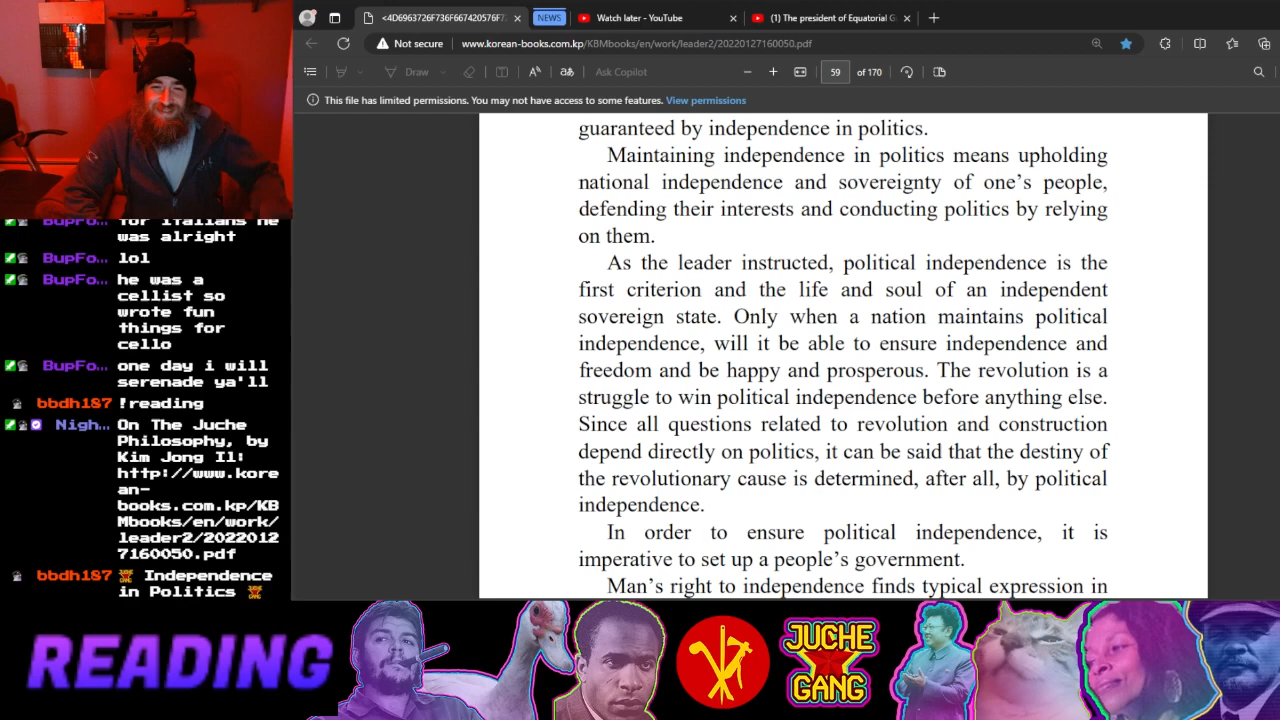 <4D6963726F736F667420576F7
NEWS
Watch later - YouTube
(1) The president of Equatorial G
Not secure
www.korean-books.com.kp/KBMbooks/en/work/leader2/20220127160050.pdf
Draw
Ask Copilot
59
of 170
This file has limited permissions. You may not have access to some features. View permissions
guaranteed by independence in politics.
Maintaining independence in politics means upholding
national independence and sovereignty of one's people,
defending their interests and conducting politics by relying
on them.
As the leader instructed, political independence is the
first criterion and the life and soul of an independent
sovereign state. Only when a nation maintains political
independence, will it be able to ensure independence and
freedom and be happy and prosperous. The revolution is a
struggle to win political independence before anything else.
Since all questions related to revolution and construction
depend directly on politics, it can be said that the destiny of
the revolutionary cause is determined, after all, by political
independence.
In order to ensure political independence, it is
imperative to set up a people's government.
Man's right to independence finds typical expression in
BupFo... for italians he
was alright
BupFo... lol
BupFo... he was a
cellist so
wrote fun
things for
cello
BupFo... one day i will
serenade ya'll
bbdh187 !reading
Nigh... On The Juche
Philosophy, by
Kim Jong Il:
http://www.kore
an-
books.com.kp/KB
Mbooks/en/work/
leader2/2022012
7160050.pdf
bbdh187 Independence
in Politics
READING
JUCHE
GANG